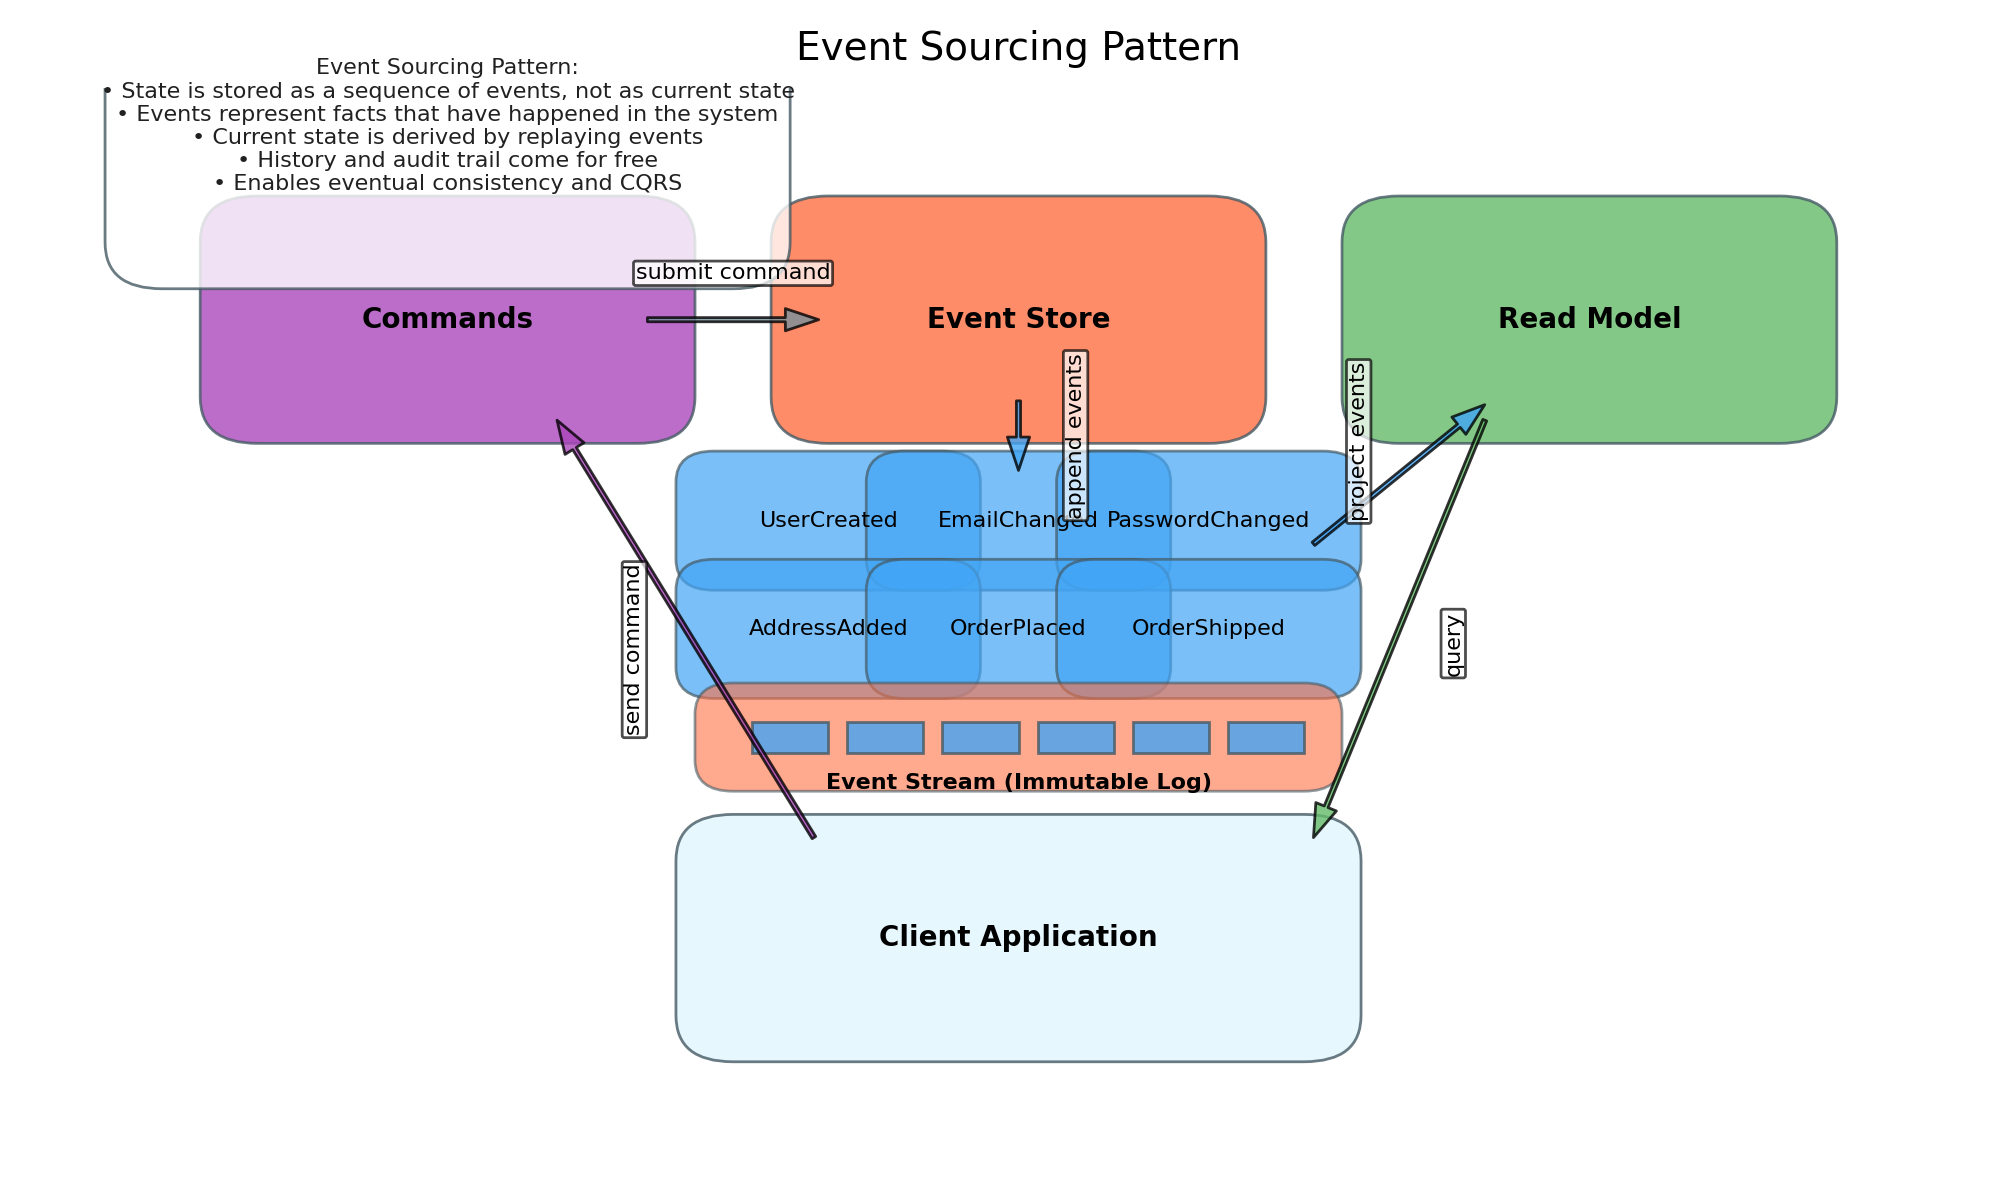 Event Sourcing Pattern
Event Sourcing Pattern:
• State is stored as a sequence of events, not as current state
• Events represent facts that have happened in the system
• Current state is derived by replaying events
• History and audit trail come for free
• Enables eventual consistency and CQRS
submit command
Commands
Event Store
Read Model
append events
project events
UserCreated
EmailChanged
PasswordChanged
AddressAdded
OrderPlaced
OrderShipped
send command
query
Event Stream (Immutable Log)
Client Application